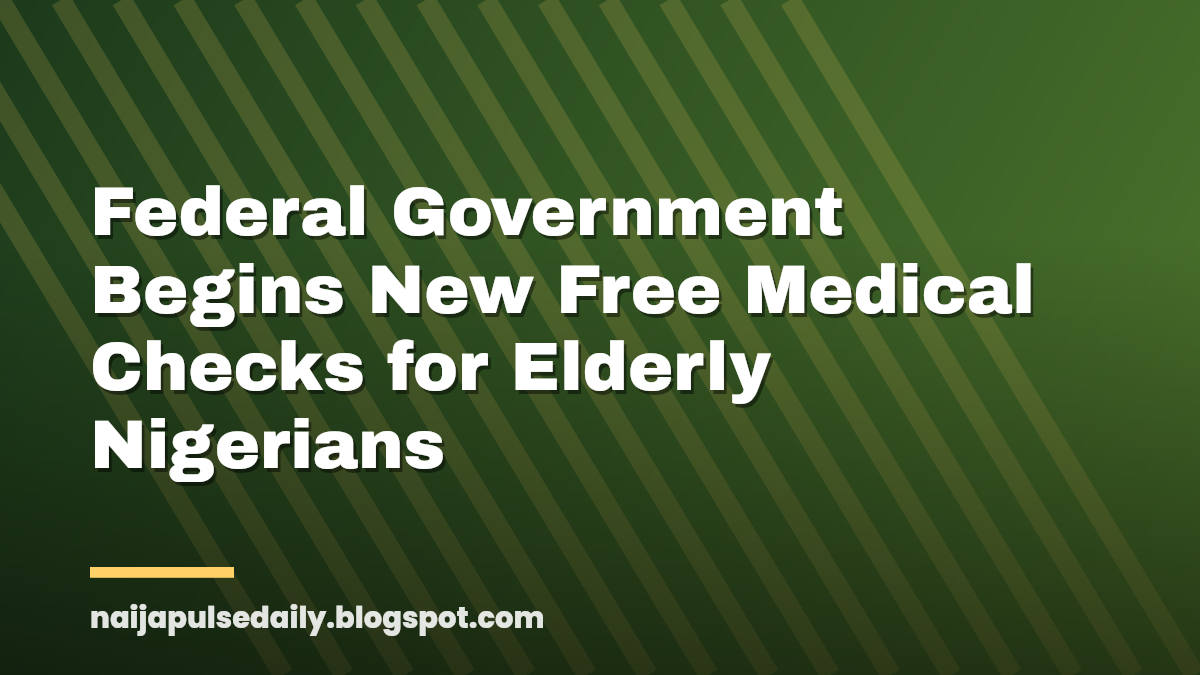 Federal Government
Begins New Free Medical
Checks for Elderly
Nigerians
naijapulsedaily.blogspot.com